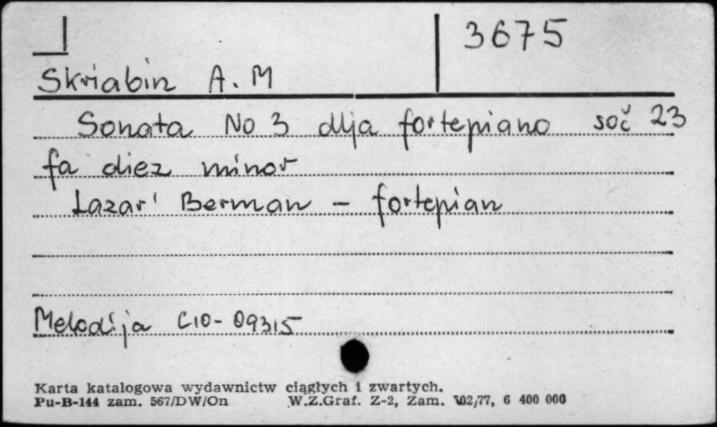 3675
Skriabin A. M
Sonata No 3 dlja fortepiano soč 23
fa diez minor
Lazar' Berman - fortepian
Melodija C10-09315
Karta katalogowa wydawnictw ciągłych i zwartych.
Pu-B-144 zam. 567/DW/On W.Z.Graf. Z-2, Zam. 102/77, 6 400 000